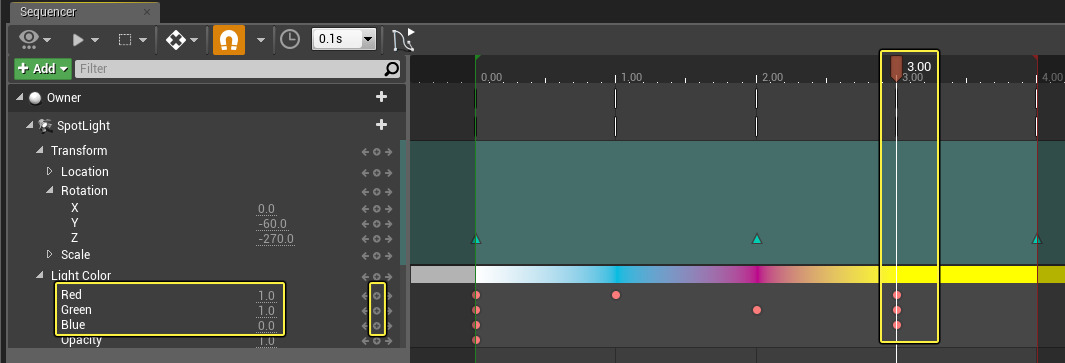 Sequencer
0.1s
Add
Filter
3.00
0.00 1.00 2.00 3.00 4.00
Owner
SpotLight
Transform
Location
Rotation
X 0.0
Y -60.0
Z -270.0
Scale
Light Color
Red 1.0
Green 1.0
Blue 0.0
Opacity 1.0